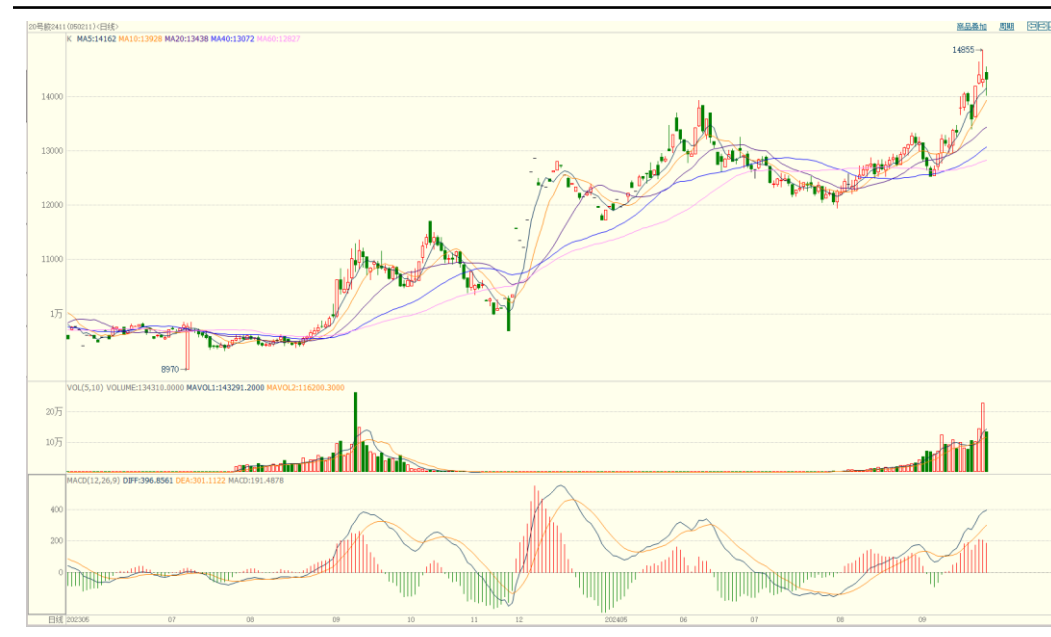 20号胶2411(050211)<日线> 商品叠加 周期
K MA5:14162 MA10:13928 MA20:13438 MA40:13072 MA60:12827
14855
14000
13000
12000
11000
1万
8970
VOL(5,10) VOLUME:134310.0000 MAVOL1:143291.2000 MAVOL2:116200.3000
20万
10万
MACD(12,26,9) DIFF:396.8561 DEA:301.1122 MACD:191.4878
400
200
0
日线 202305 07 08 09 10 11 12 202405 06 07 08 09